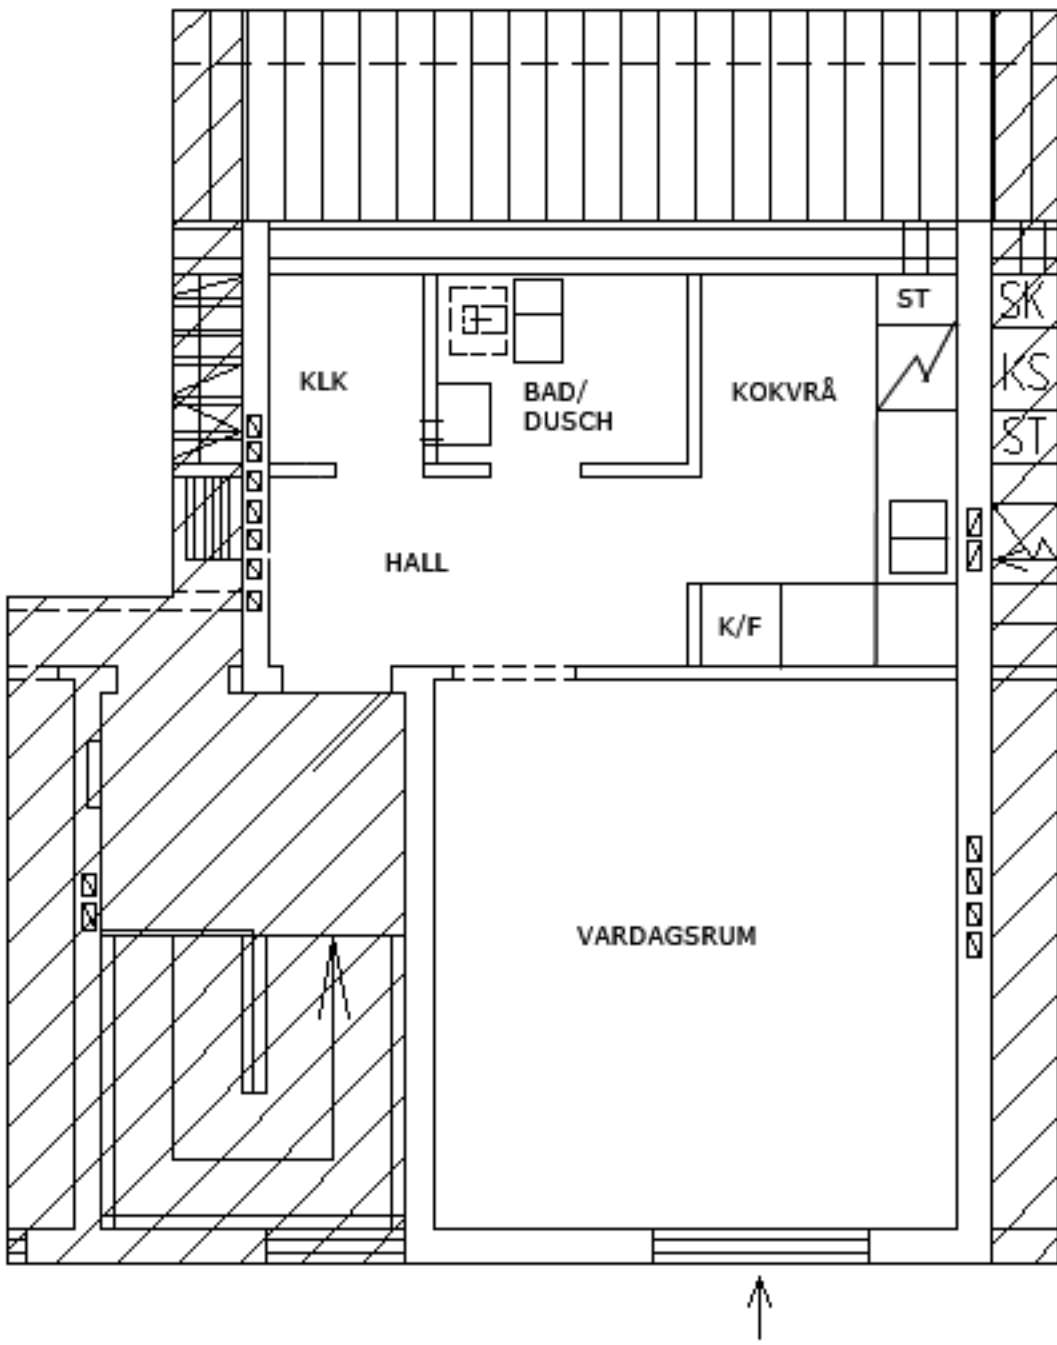 ST
SK
KLK
BAD/
DUSCH
KOKVRÅ
KS
ST
HALL
K/F
VARDAGSRUM